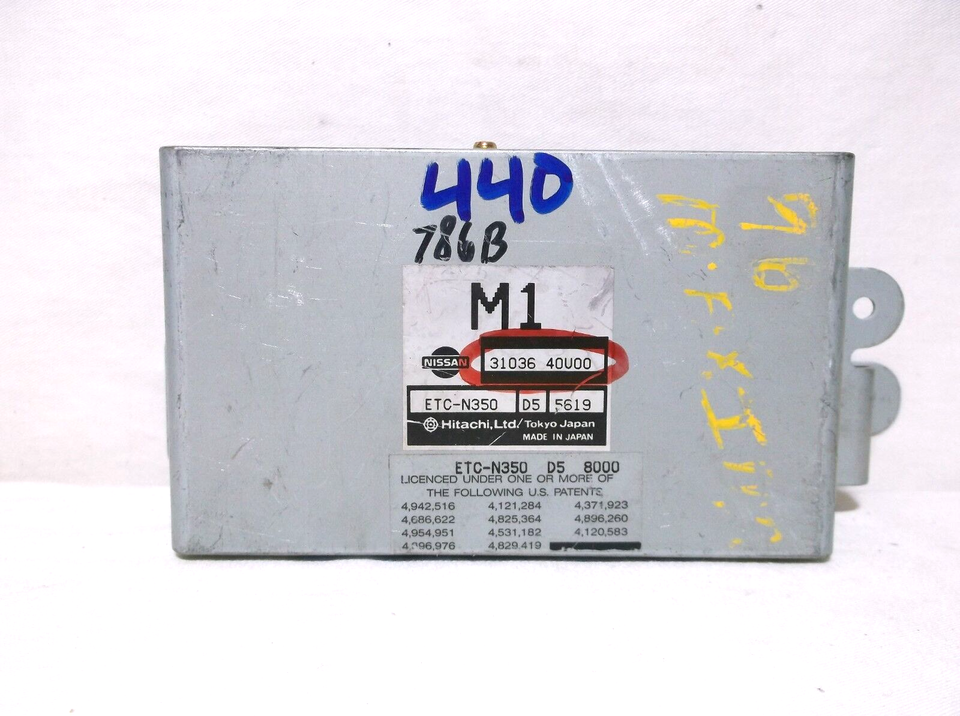 440
786B
M1
NISSAN
31036 40U00
ETC-N350 D5 5619
Hitachi,Ltd/Tokyo Japan
MADE IN JAPAN
ETC-N350 D5 8000
LICENCED UNDER ONE OR MORE OF
THE FOLLOWING U.S. PATENTS,
4,942,516 4,121,284 4,371,923
4,686,622 4,825,364 4,896,260
4,954,951 4,531,182 4,120,583
4,829,419
96